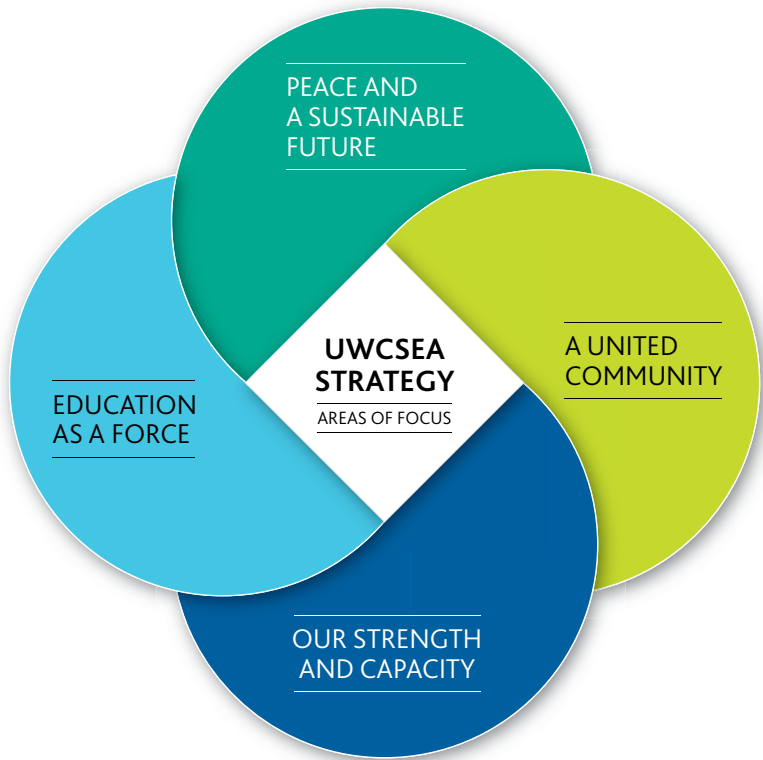 PEACE AND
A SUSTAINABLE
FUTURE
A UNITED
COMMUNITY
UWCSEA
STRATEGY
AREAS OF FOCUS
EDUCATION
AS A FORCE
OUR STRENGTH
AND CAPACITY